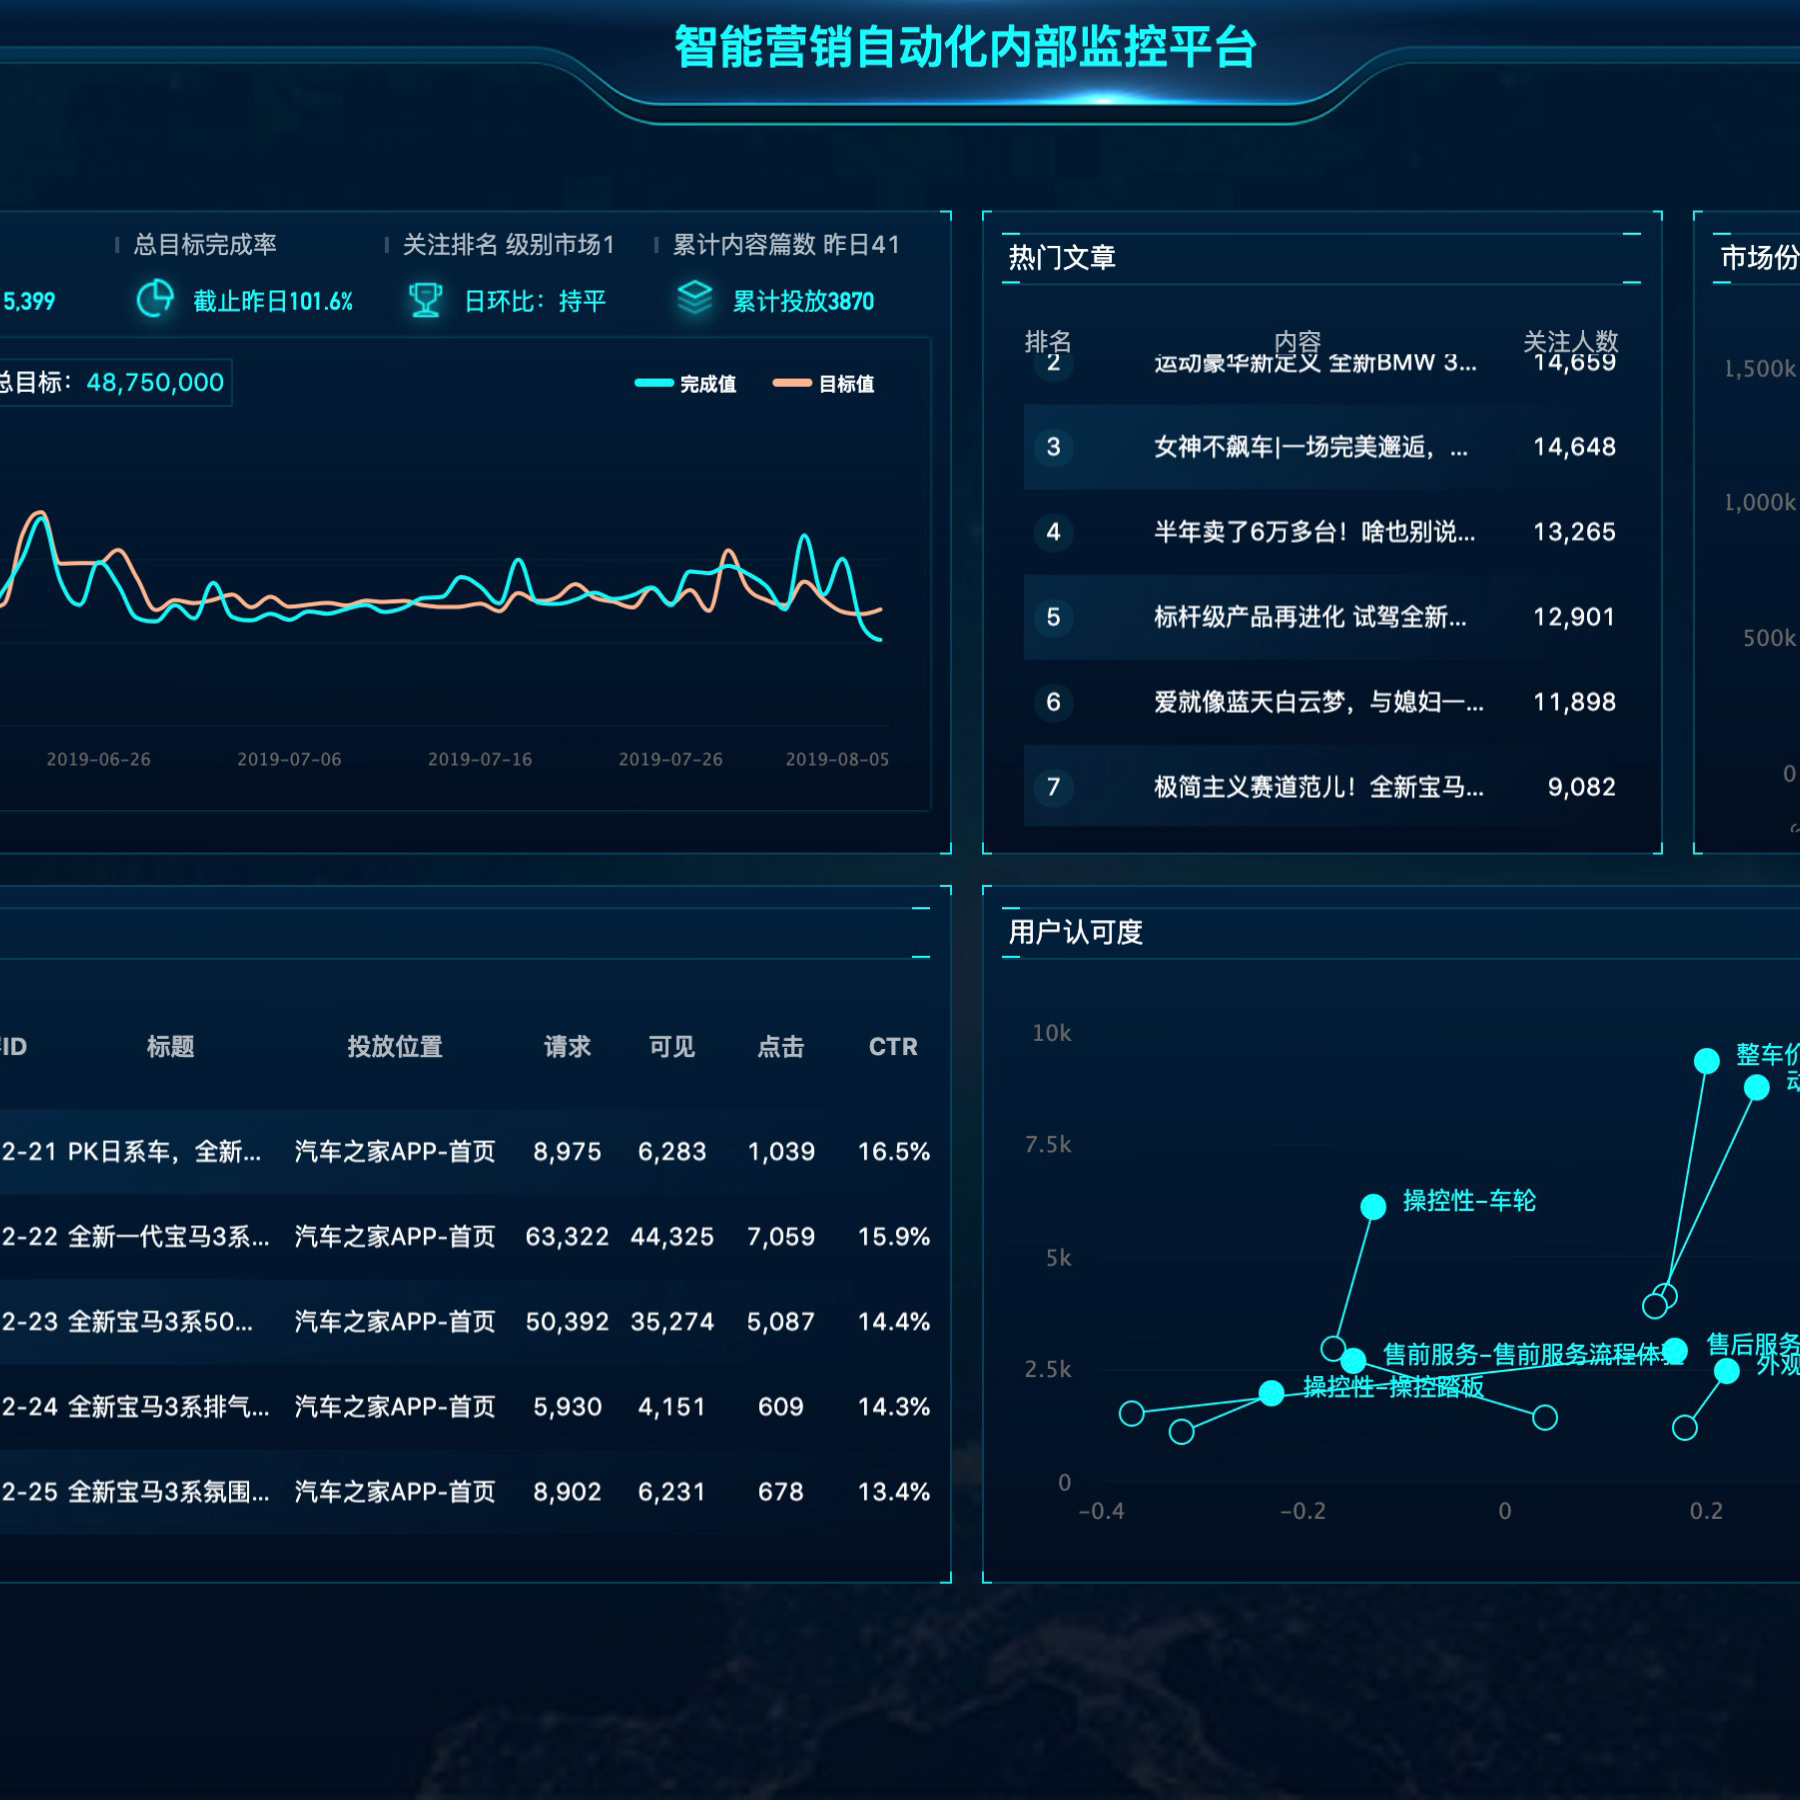 智能营销自动化内部监控平台
总目标完成率
关注排名 级别市场1
累计内容篇数 昨日41
5,399
截止昨日101.6%
日环比：持平
累计投放3870
总目标：48,750,000
完成值
目标值
2019-06-26
2019-07-06
2019-07-16
2019-07-26
2019-08-05
热门文章
排名 内容 关注人数
2 运动豪华新定义 全新BMW 3... 14,659
3 女神不飙车|一场完美邂逅，... 14,648
4 半年卖了6万多台！啥也别说... 13,265
5 标杆级产品再进化 试驾全新... 12,901
6 爱就像蓝天白云梦，与媳妇一... 11,898
7 极简主义赛道范儿！全新宝马... 9,082
市场份
1,500k
1,000k
500k
0
ID 标题 投放位置 请求 可见 点击 CTR
2-21 PK日系车，全新... 汽车之家APP-首页 8,975 6,283 1,039 16.5%
2-22 全新一代宝马3系... 汽车之家APP-首页 63,322 44,325 7,059 15.9%
2-23 全新宝马3系50... 汽车之家APP-首页 50,392 35,274 5,087 14.4%
2-24 全新宝马3系排气... 汽车之家APP-首页 5,930 4,151 609 14.3%
2-25 全新宝马3系氛围... 汽车之家APP-首页 8,902 6,231 678 13.4%
用户认可度
10k
7.5k
5k
2.5k
0
整车价
动
操控性-车轮
售前服务-售前服务流程体验
售后服务
外观
操控性-操控踏板
-0.4
-0.2
0
0.2